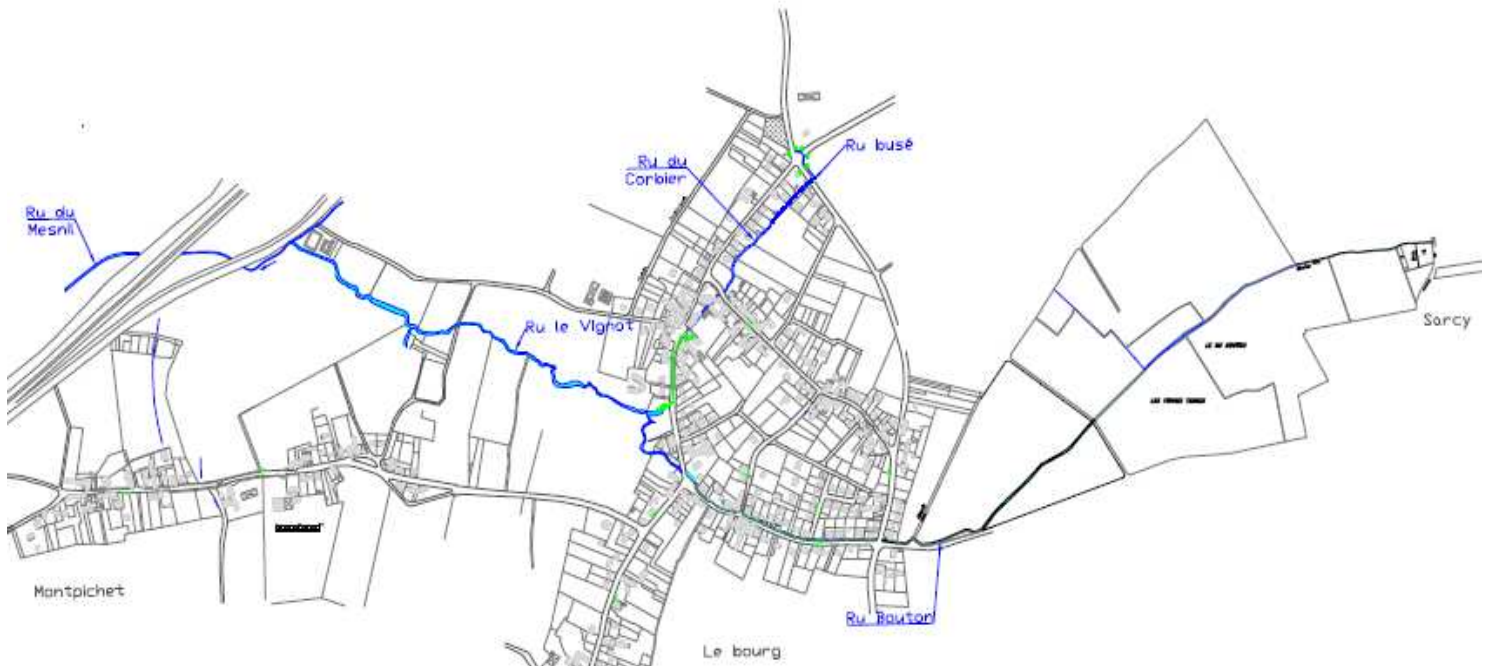 Ru busé
Ru du
Corbier
Ru du
Mesnil
Ru le Vignot
Sarcy
Montpichet
Ru Bouton
Le bourg